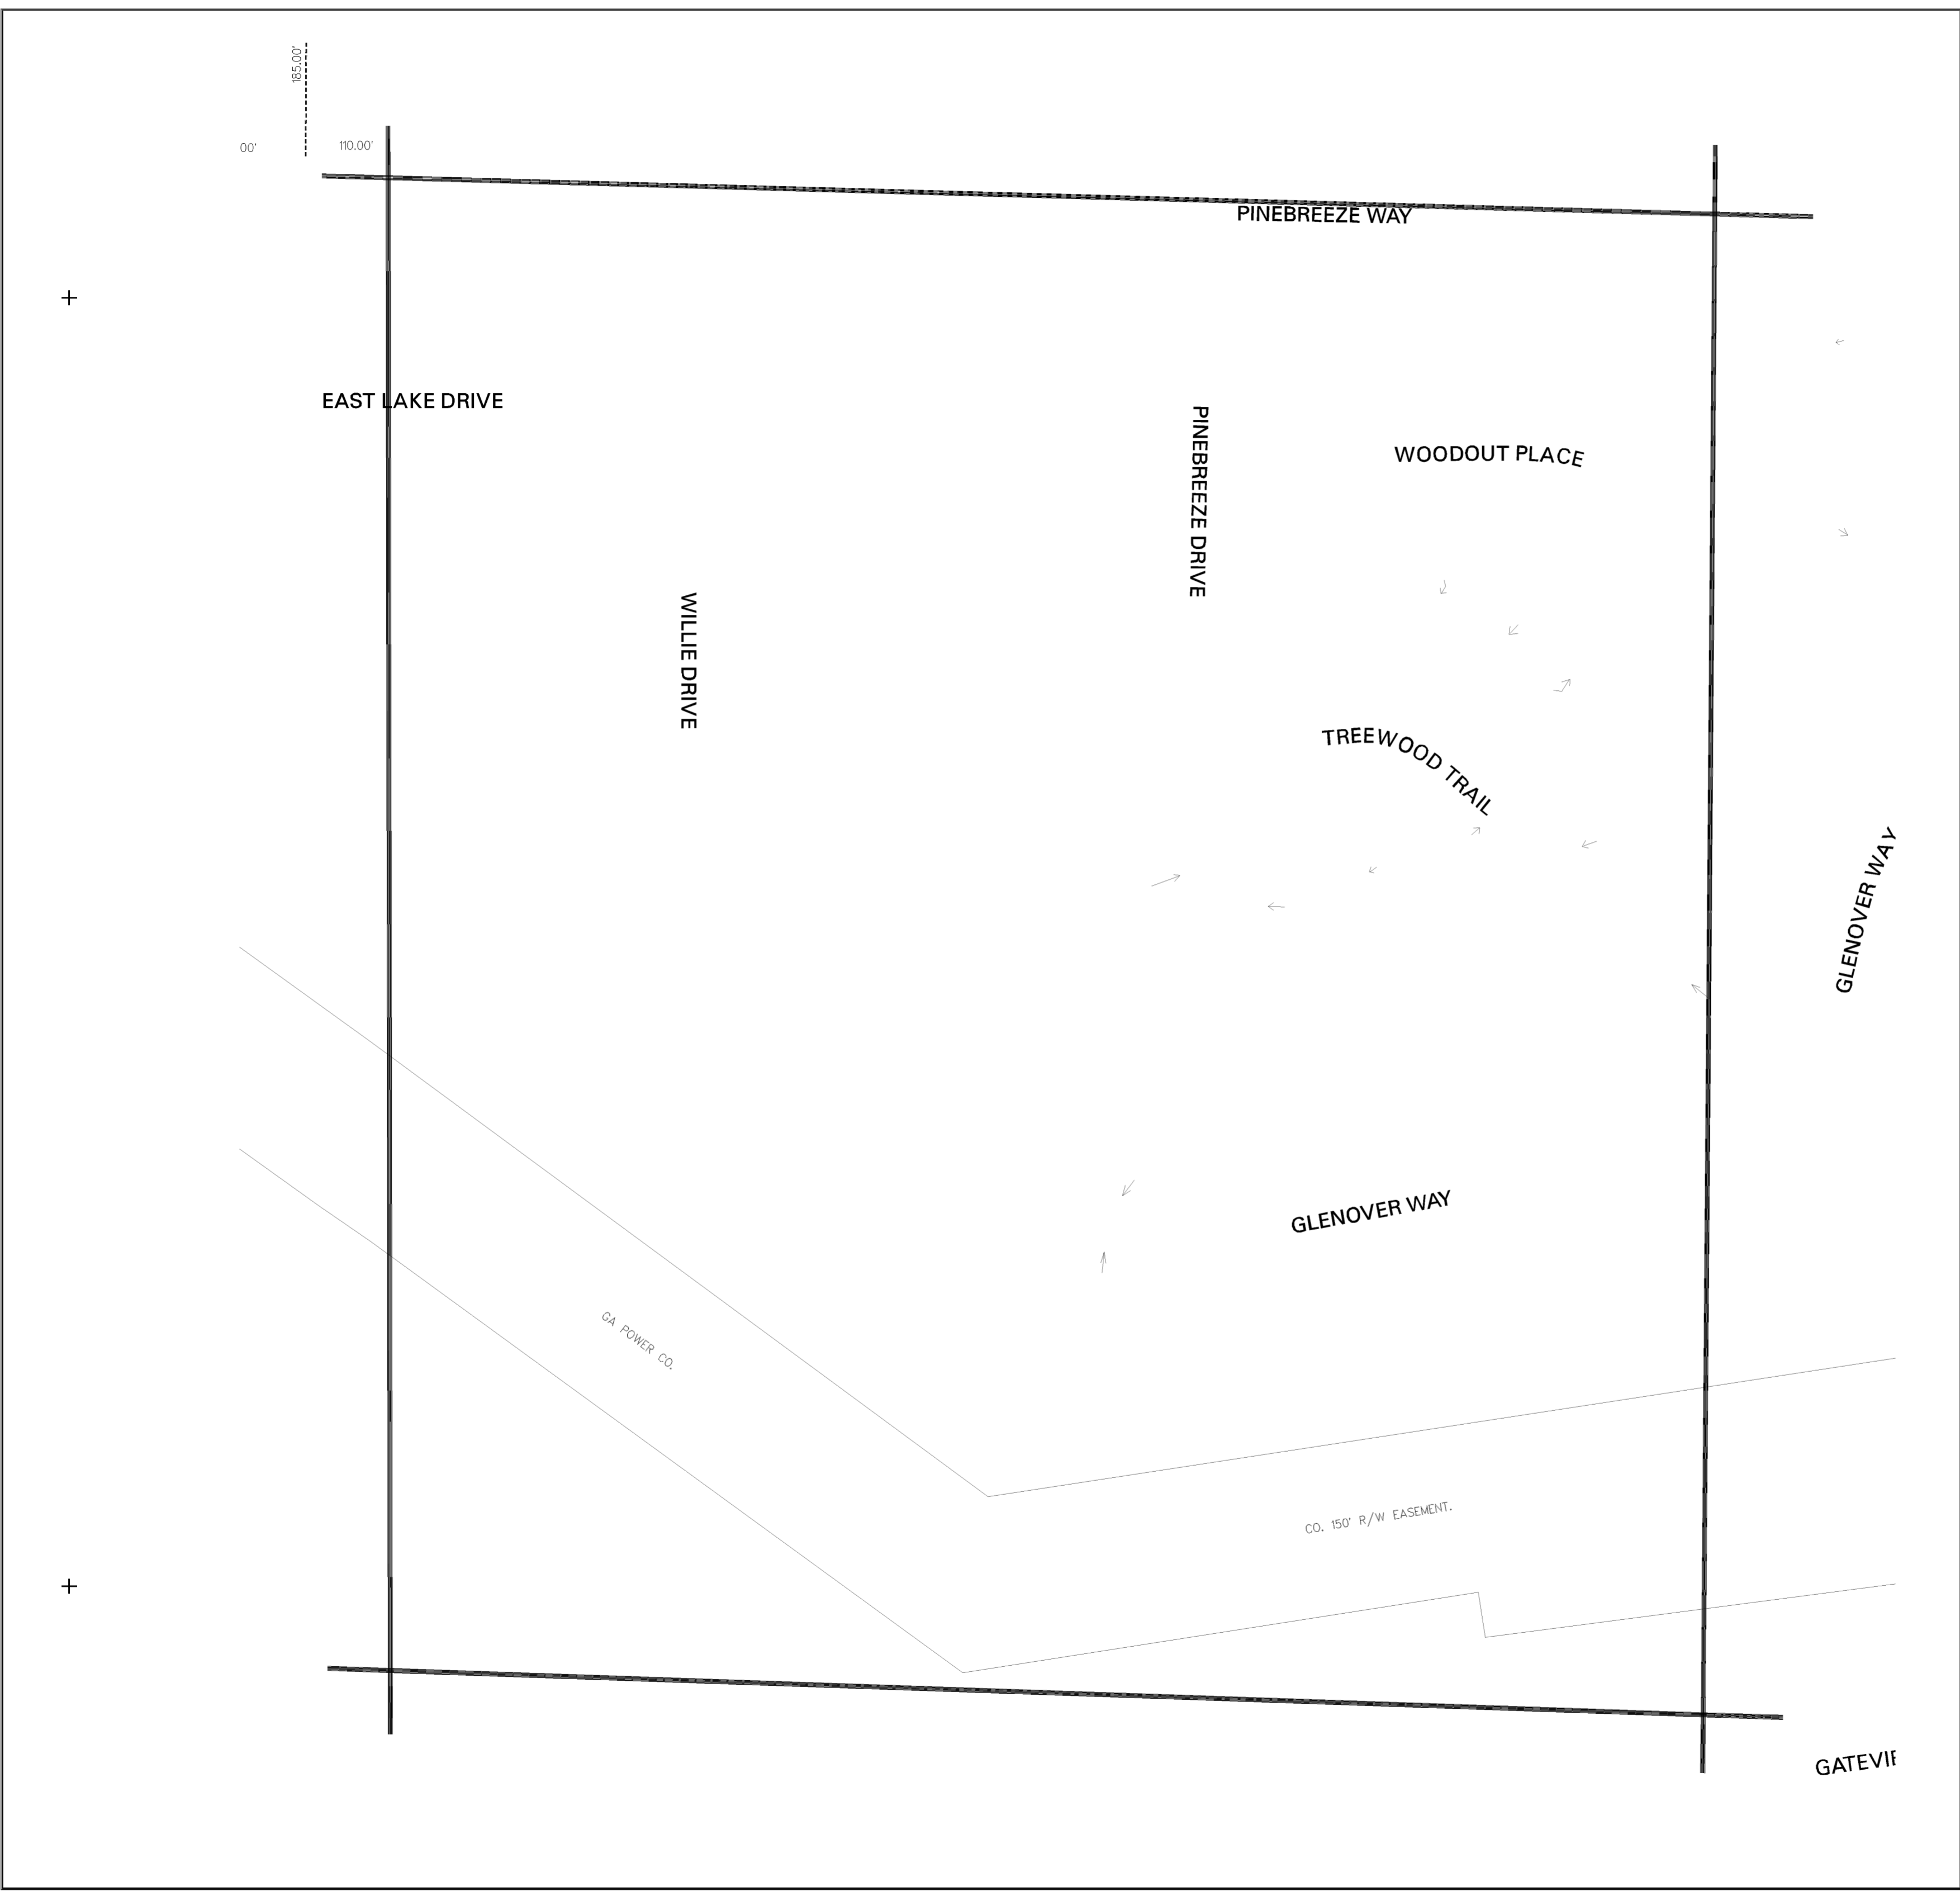 185.00'
00'
110.00'
PINEBREEZE WAY
EAST LAKE DRIVE
PINEBREEZE DRIVE
WOODOUT PLACE
WILLIE DRIVE
TREEWOOD TRAIL
GLENOVER WAY
GLENOVER WAY
GA POWER CO.
CO. 150' R/W EASEMENT.